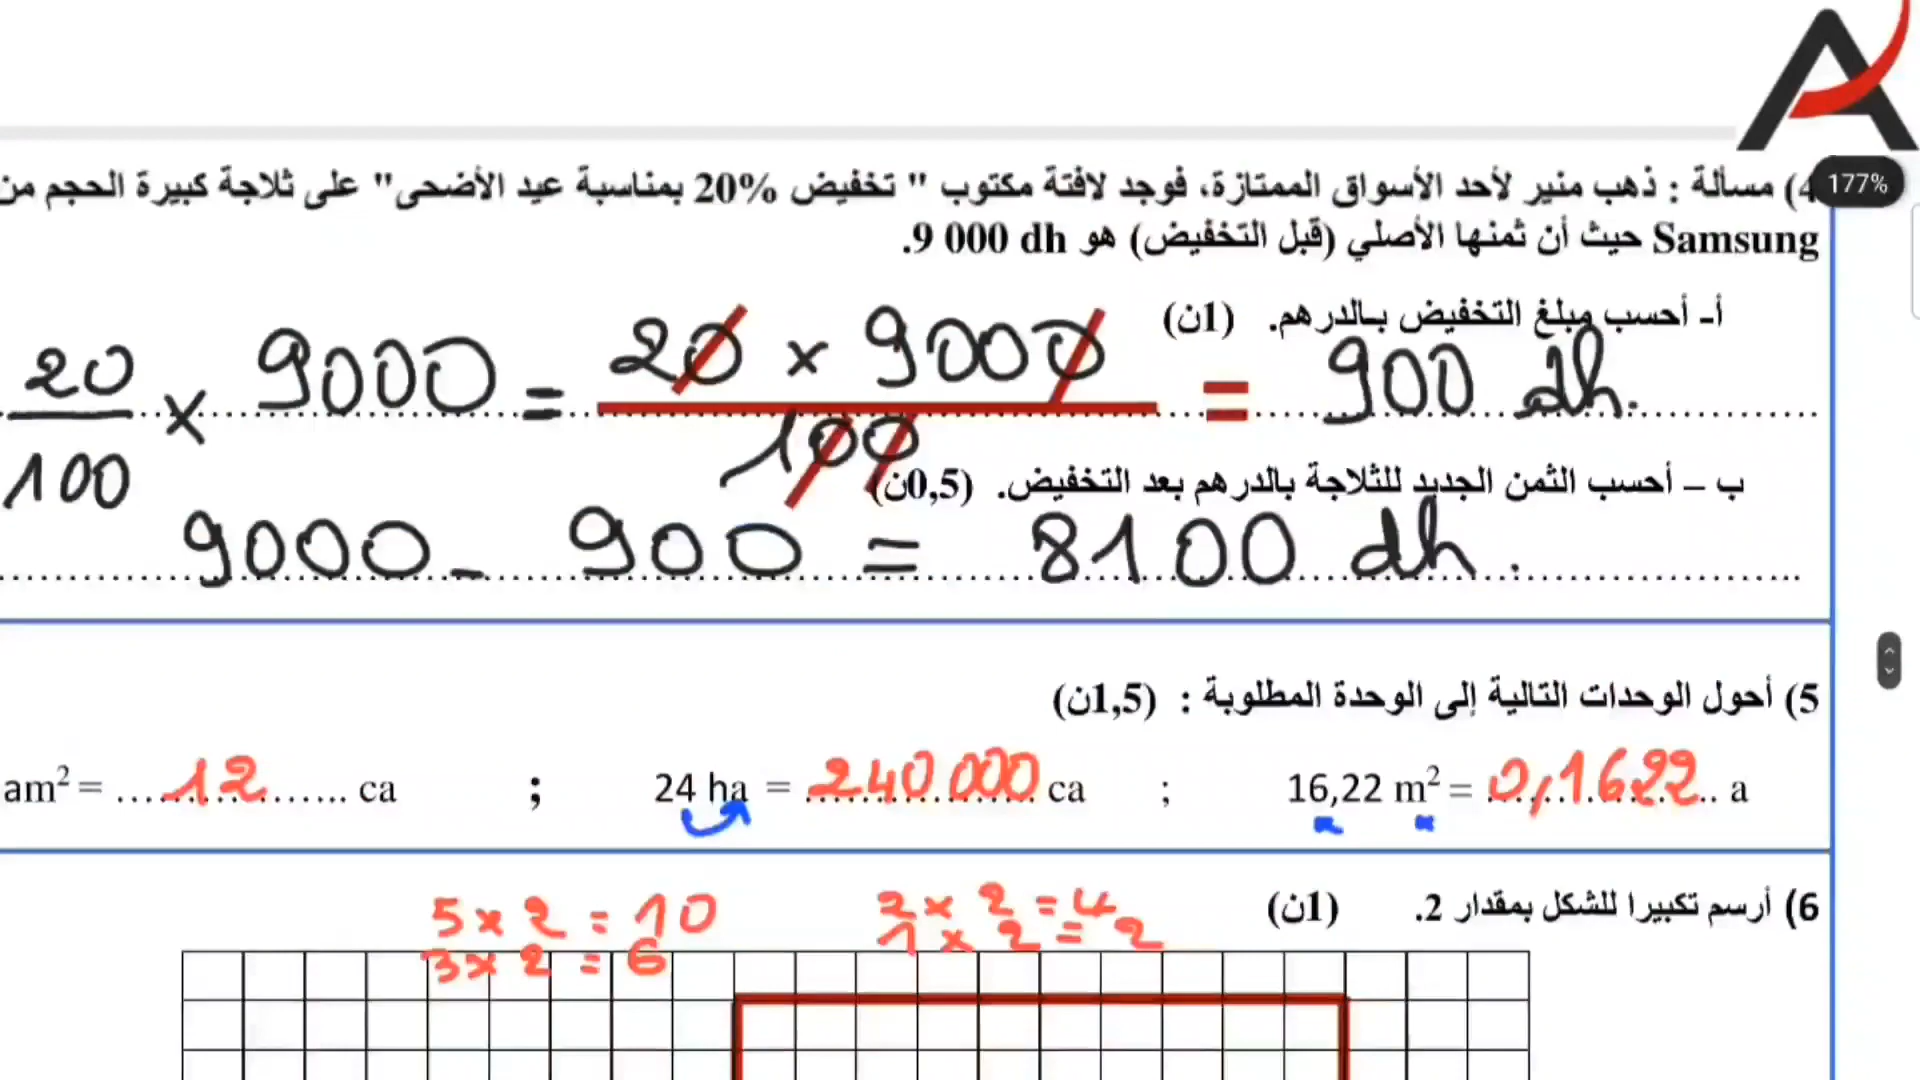 177%
4) مسألة : ذهب منير لأحد الأسواق الممتازة، فوجد لافتة مكتوب " تخفيض %20 بمناسبة عيد الأضحى" على ثلاجة كبيرة الحجم من
Samsung حيث أن ثمنها الأصلي (قبل التخفيض) هو 9 000 dh.
أ- أحسب مبلغ التخفيض بالدرهم. (1ن)
20/100 × 9000 = 20 × 9000 / 100 = 900 dh.
ب – أحسب الثمن الجديد للثلاجة بالدرهم بعد التخفيض. (0,5ن)
9000 - 900 = 8100 dh.
5) أحول الوحدات التالية إلى الوحدة المطلوبة : (1,5ن)
am² = ......12...... ca ; 24 ha = 240 000 ca ; 16,22 m² = 0,1622 a
6) أرسم تكبيرا للشكل بمقدار 2. (1ن)
5 × 2 = 10 2 × 2 = 4
3 × 2 = 6 1 × 2 = 2